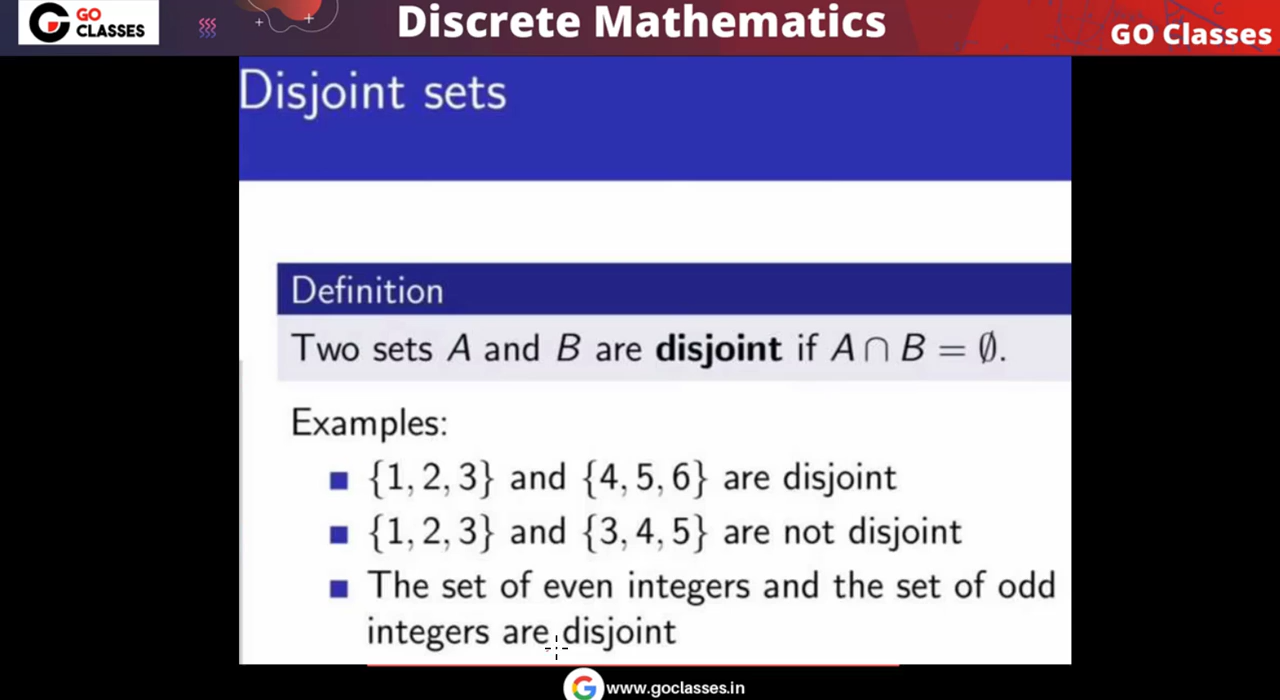 GO
CLASSES
Discrete Mathematics
GO Classes
Disjoint sets
Definition
Two sets A and B are disjoint if A ∩ B = ∅.
Examples:
{1, 2, 3} and {4, 5, 6} are disjoint
{1, 2, 3} and {3, 4, 5} are not disjoint
The set of even integers and the set of odd
integers are disjoint
www.goclasses.in